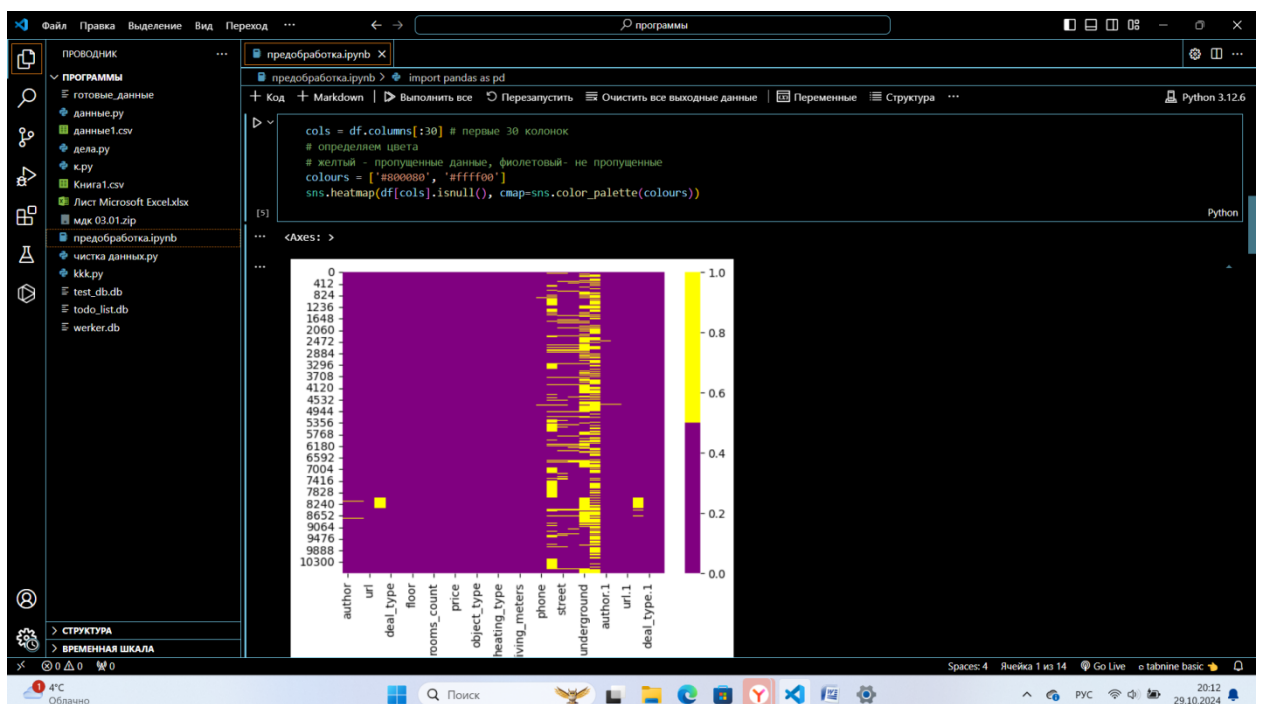 Файл Правка Выделение Вид Переход ... программы
ПРОВОДНИК ...
ПРОГРАММЫ
готовые_данные
данные.py
данные1.csv
дела.py
к.py
Книга1.csv
Лист Microsoft Excel.xlsx
мдк 03.01.zip
предобработка.ipynb
чистка данных.py
kkk.py
test_db.db
todo_list.db
werker.db
СТРУКТУРА
ВРЕМЕННАЯ ШКАЛА
предобработка.ipynb
предобработка.ipynb > import pandas as pd
+ Код + Markdown Выполнить все Перезапустить Очистить все выходные данные Переменные Структура ... Python 3.12.6
cols = df.columns[:30] # первые 30 колонок
# определяем цвета
# желтый - пропущенные данные, фиолетовый- не пропущенные
colours = ['#800080', '#ffff00']
sns.heatmap(df[cols].isnull(), cmap=sns.color_palette(colours))
[5] Python
... <Axes: >
...
0
412
824
1236
1648
2060
2472
2884
3296
3708
4120
4532
4944
5356
5768
6180
6592
7004
7416
7828
8240
8652
9064
9476
9888
10300
1.0
0.8
0.6
0.4
0.2
0.0
author
url
deal_type
floor
rooms_count
price
object_type
heating_type
phone
street
underground
author.1
url.1
deal_type.1
0 0 0 Spaces: 4 Ячейка 1 из 14 Go Live tabnine basic
1 4°C
Облачно
Поиск
РУС 20:12
29.10.2024